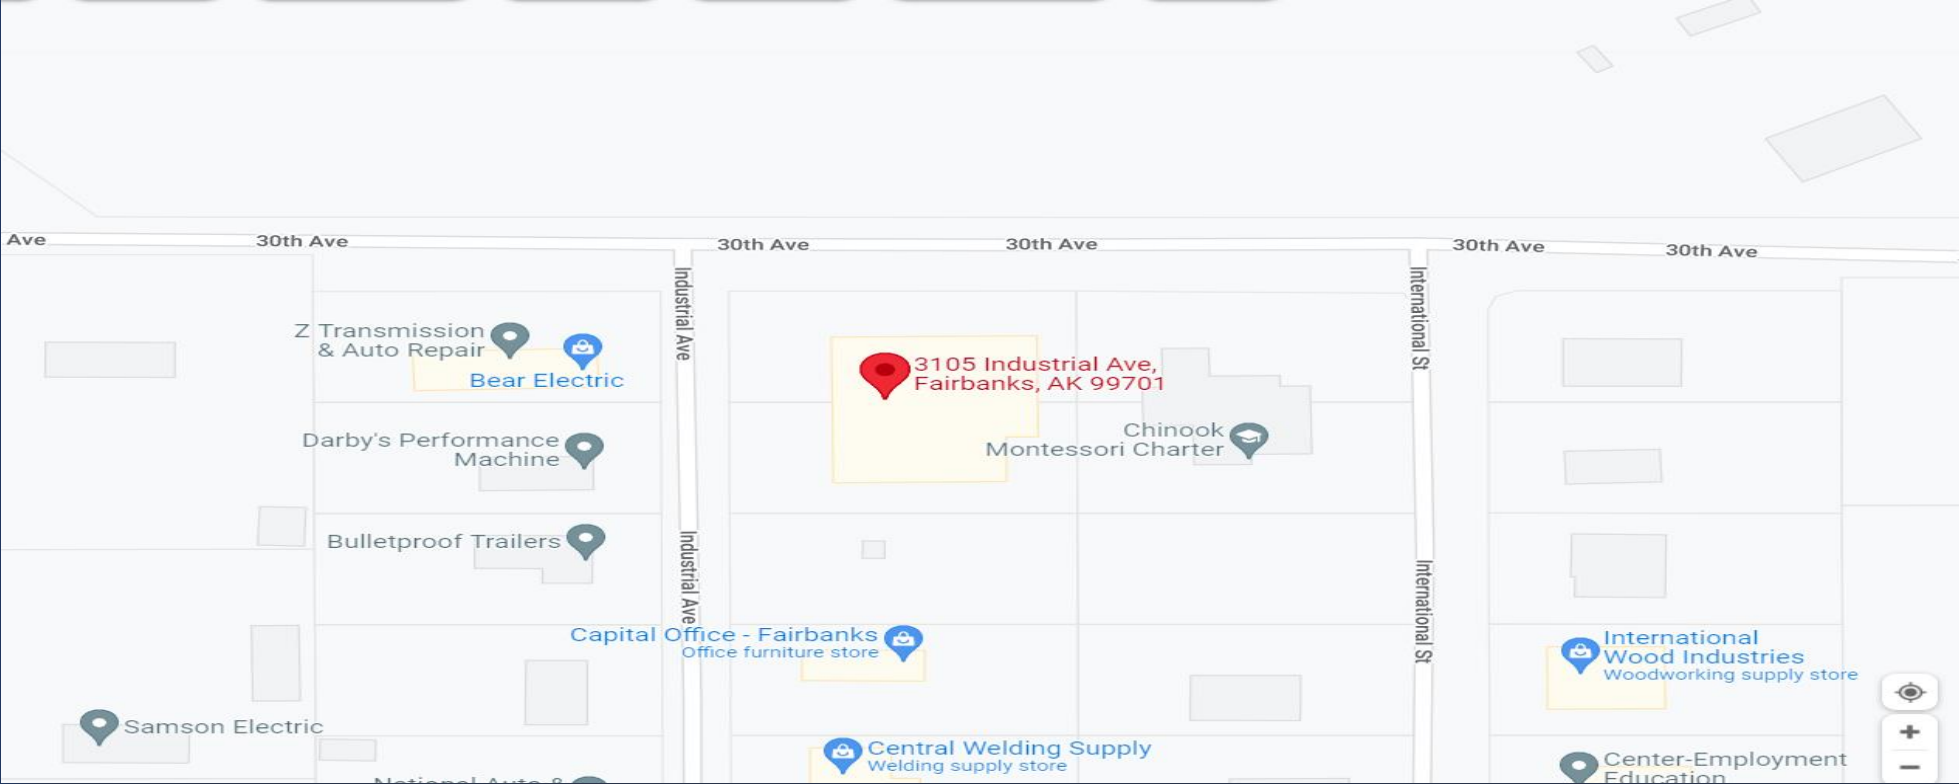 Ave
30th Ave
30th Ave
30th Ave
30th Ave
30th Ave
Industrial Ave
International St
Z Transmission
& Auto Repair
Bear Electric
3105 Industrial Ave,
Fairbanks, AK 99701
Darby's Performance
Machine
Chinook
Montessori Charter
Bulletproof Trailers
Industrial Ave
International St
Capital Office - Fairbanks
Office furniture store
International
Wood Industries
Woodworking supply store
Samson Electric
Central Welding Supply
Welding supply store
Center-Employment
Education
National Auto &